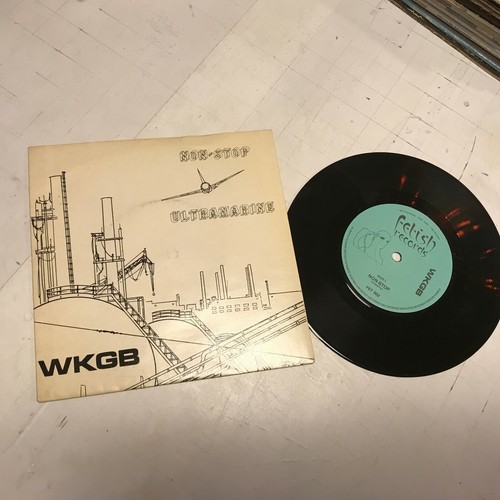 NON-STOP
ULTRAMARINE
WKGB
fetish
records
WKGB
NON-STOP